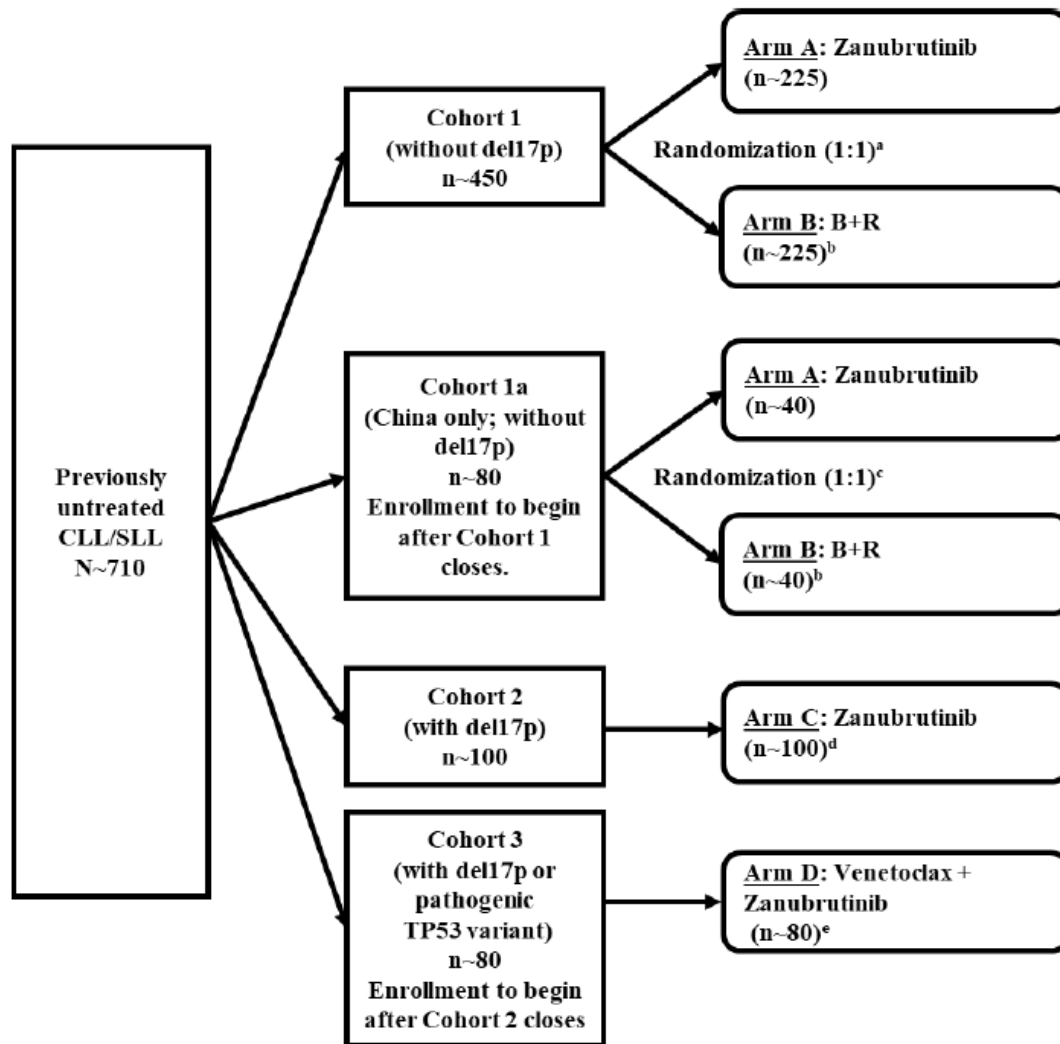 Previously
untreated
CLL/SLL
N~710
Cohort 1
(without del17p)
n~450
Arm A: Zanubrutinib
(n~225)
Randomization (1:1)ᵃ
Arm B: B+R
(n~225)ᵇ
Cohort 1a
(China only; without
del17p)
n~80
Enrollment to begin
after Cohort 1
closes.
Arm A: Zanubrutinib
(n~40)
Randomization (1:1)ᶜ
Arm B: B+R
(n~40)ᵇ
Cohort 2
(with del17p)
n~100
Arm C: Zanubrutinib
(n~100)ᵈ
Cohort 3
(with del17p or
pathogenic
TP53 variant)
n~80
Enrollment to begin
after Cohort 2 closes
Arm D: Venetoclax +
Zanubrutinib
(n~80)ᵉ